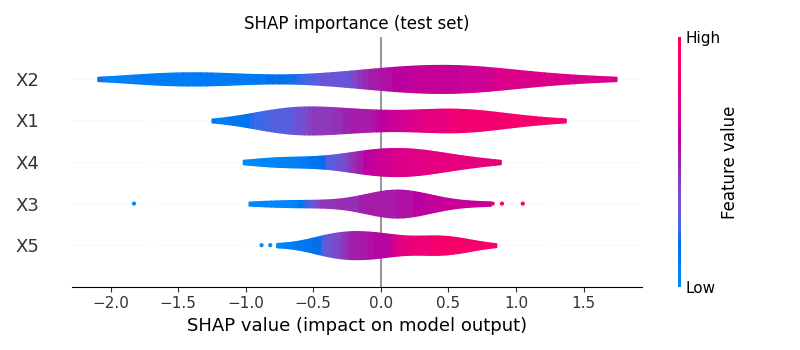 SHAP importance (test set)
High
X2
X1
X4
X3
X5
Feature value
Low
−2.0 −1.5 −1.0 −0.5 0.0 0.5 1.0 1.5
SHAP value (impact on model output)